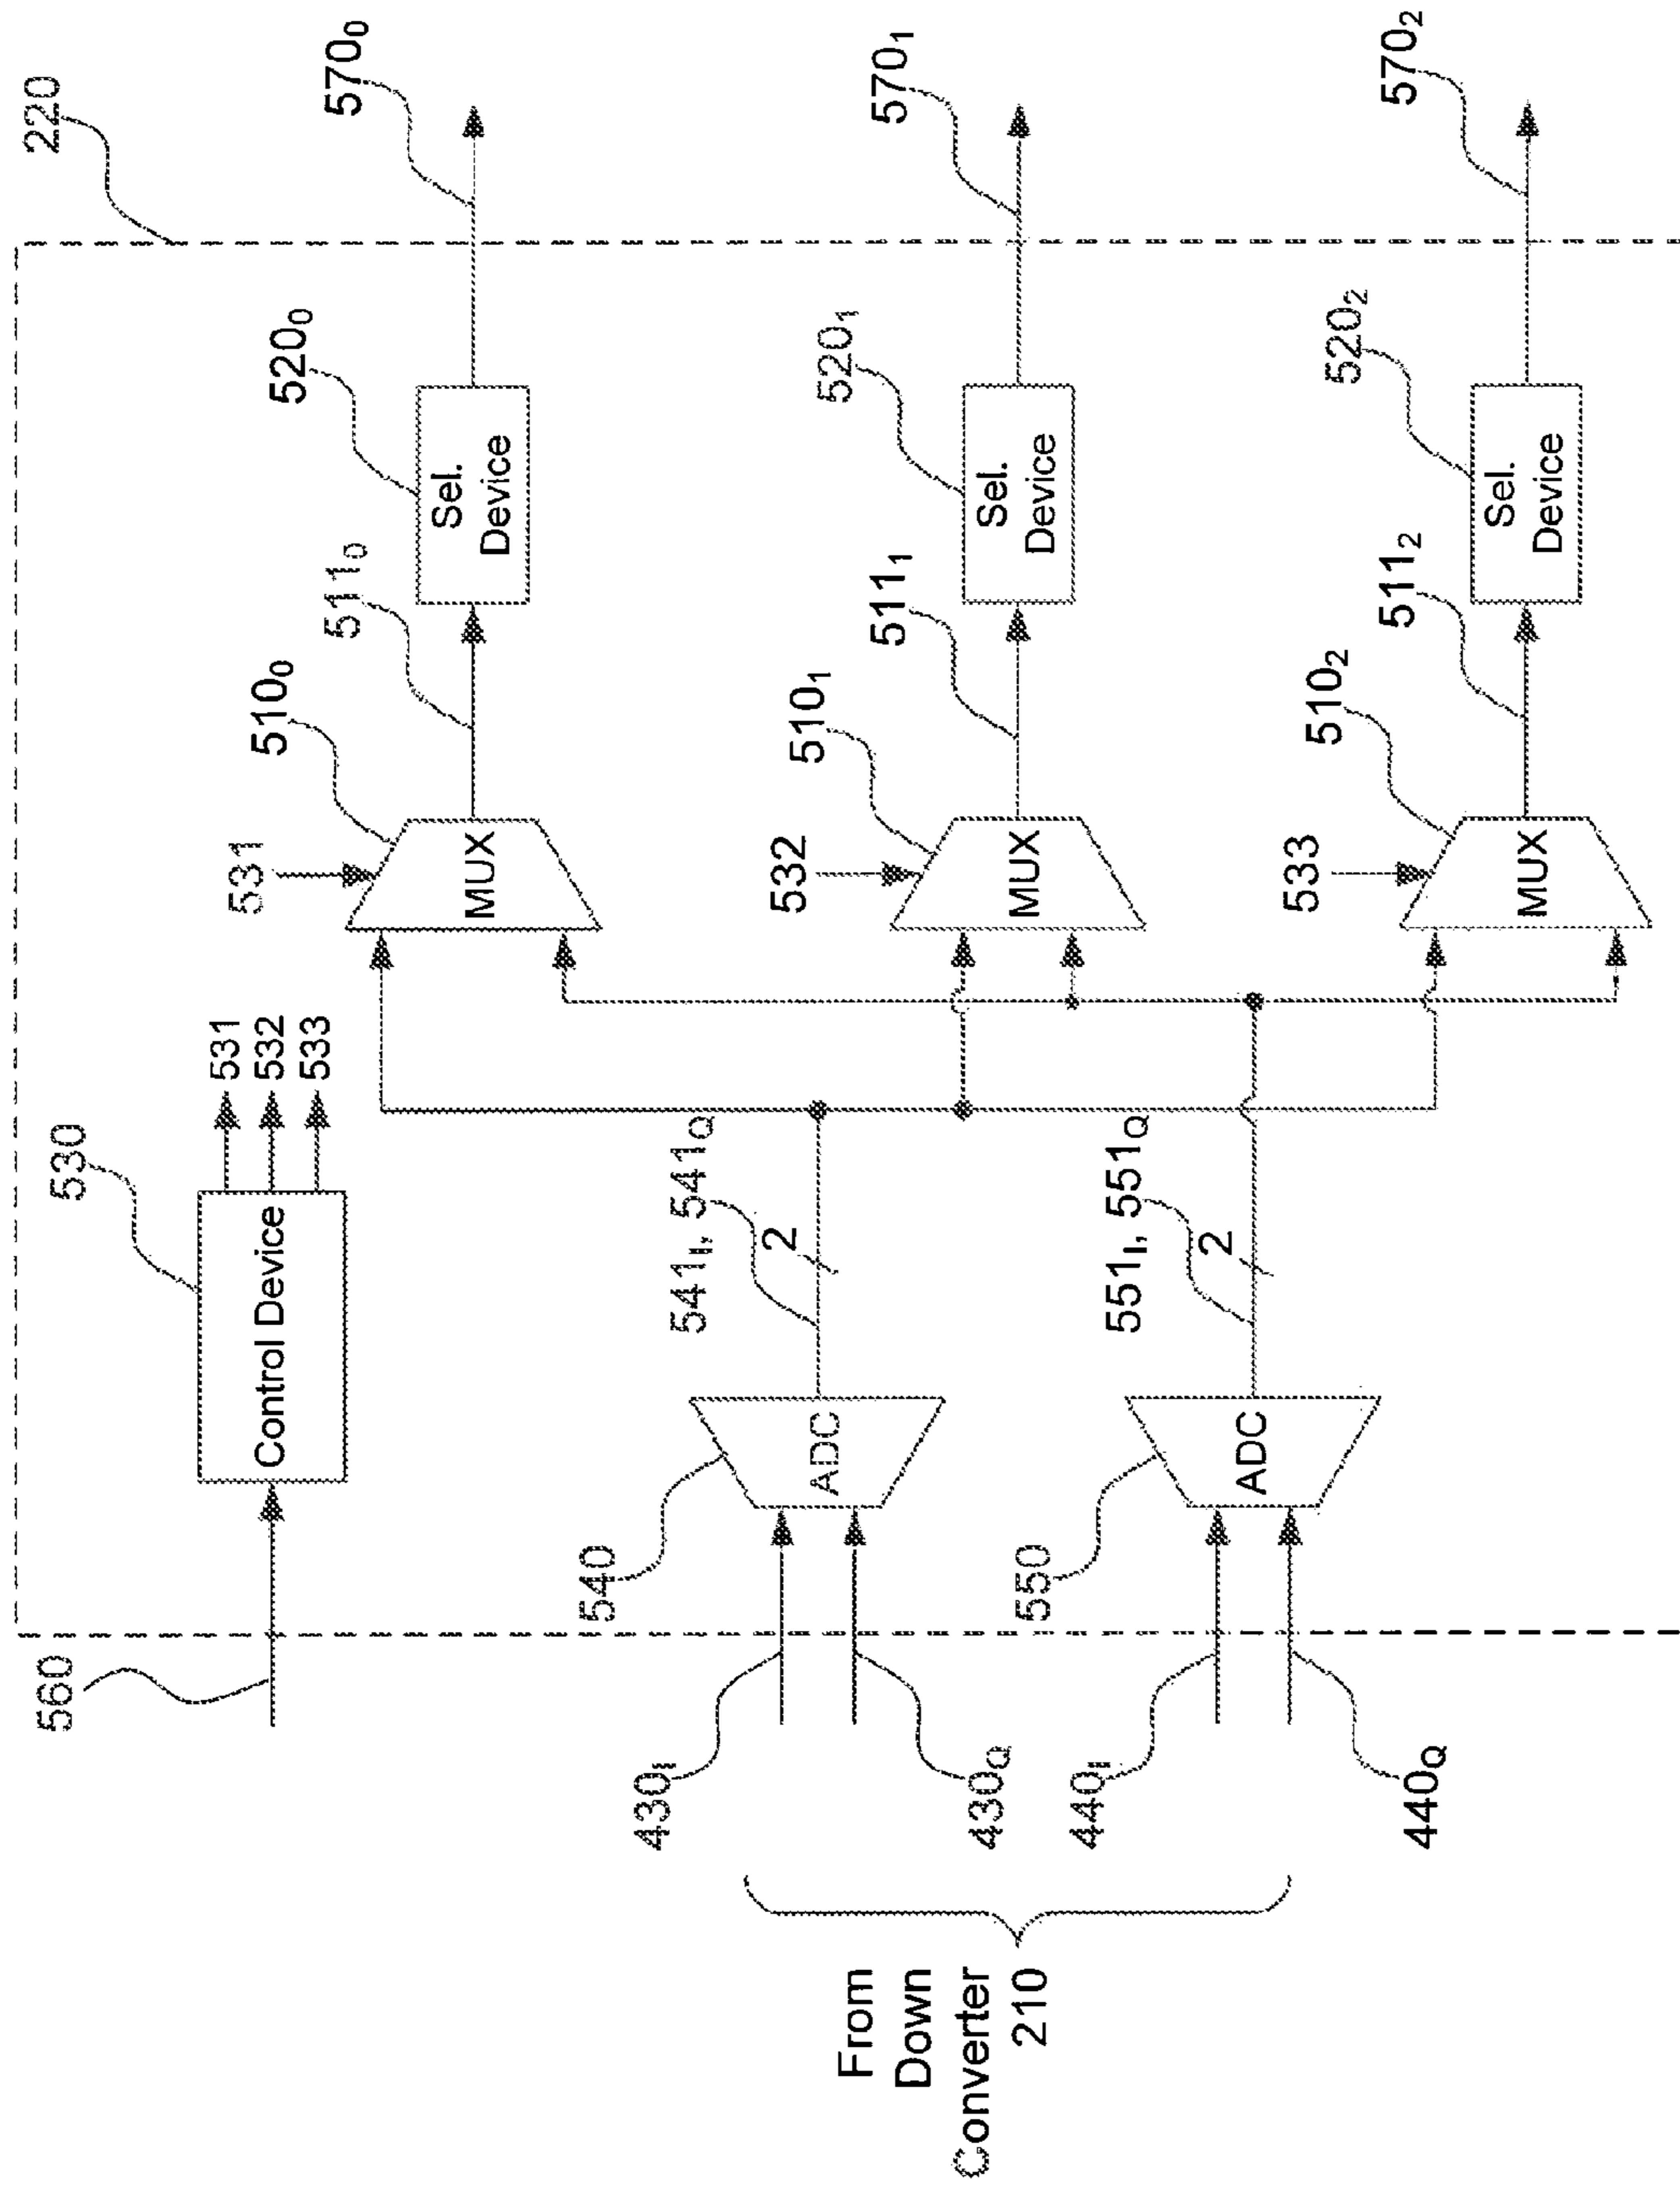 220
560
530
Control Device
531
532
533
531
510₀
511₀
520₀
570₀
MUX
Sel.
Device
430ᵢ
430Q
540
ADC
541ᵢ, 541Q
2
532
510₁
511₁
520₁
570₁
MUX
Sel.
Device
From
Down
Converter
210
440ᵢ
440Q
550
ADC
551ᵢ, 551Q
2
533
510₂
511₂
520₂
570₂
MUX
Sel.
Device